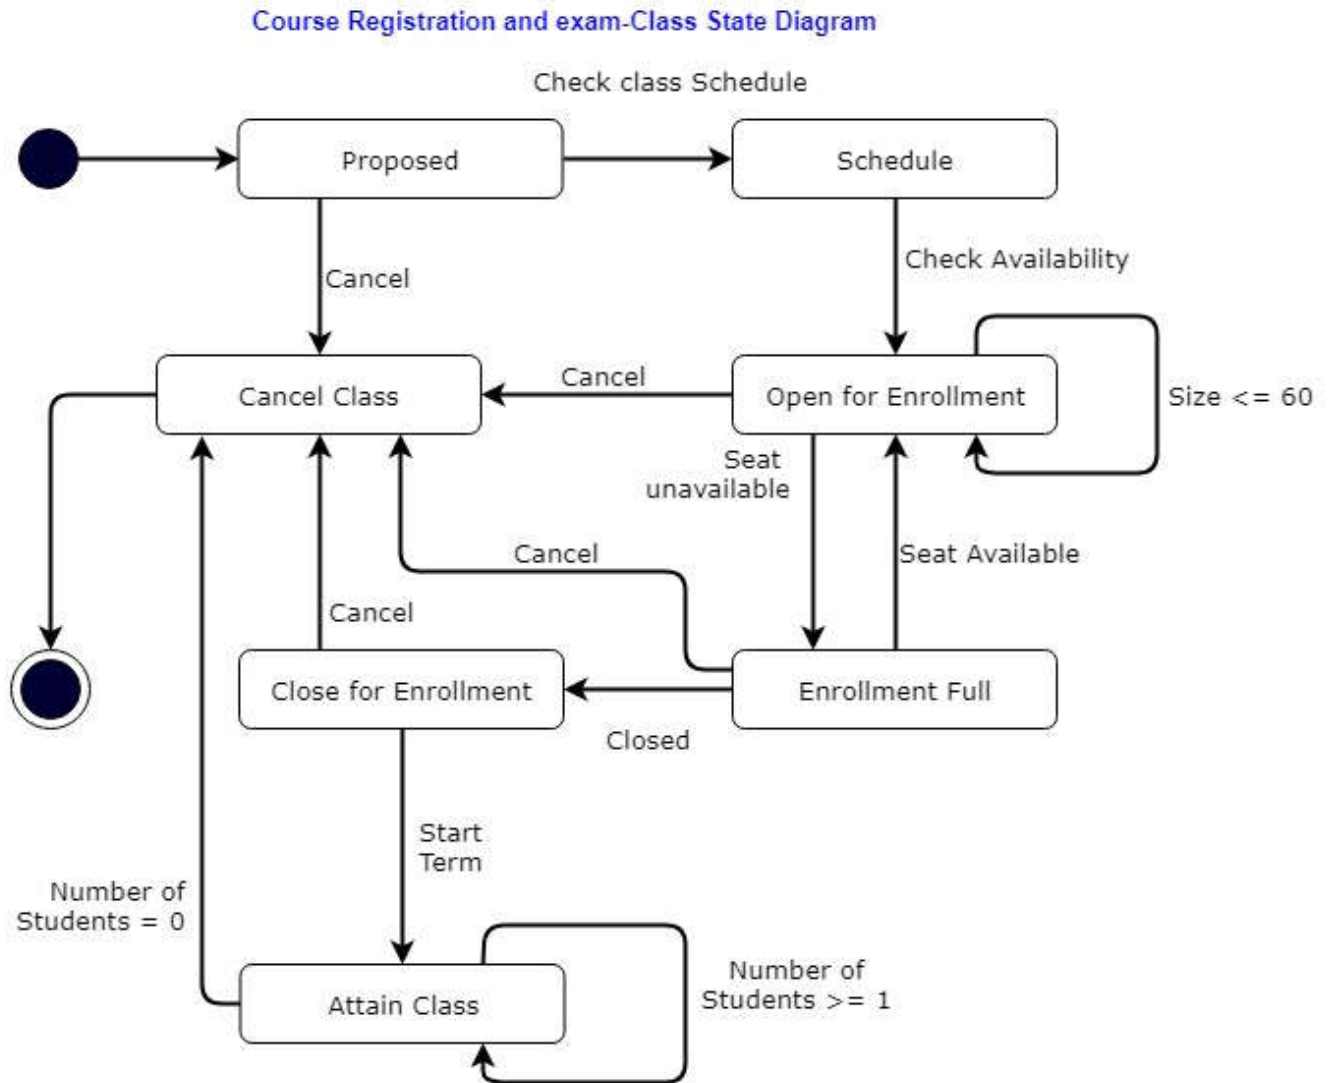 Course Registration and exam-Class State Diagram
Check class Schedule
Proposed
Schedule
Cancel
Check Availability
Cancel Class
Cancel
Open for Enrollment
Size <= 60
Seat
unavailable
Cancel
Seat Available
Cancel
Close for Enrollment
Enrollment Full
Closed
Start
Term
Number of
Students = 0
Attain Class
Number of
Students >= 1